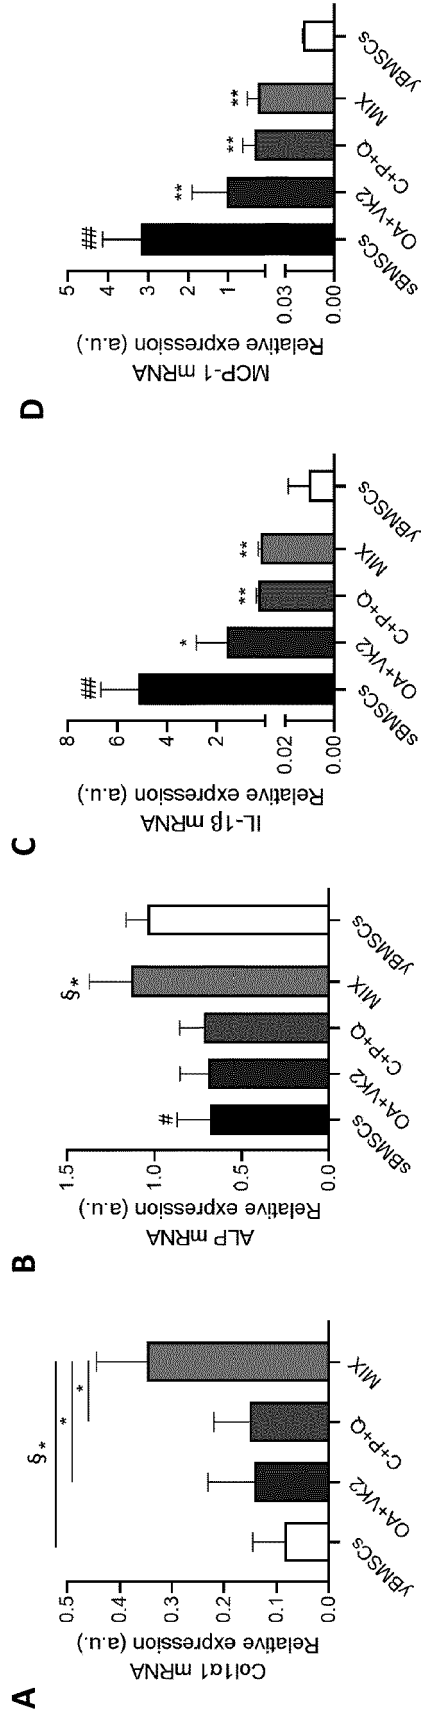 A
Col1α1 mRNA
Relative expression (a.u.)
0.5
0.4
0.3
0.2
0.1
0.0
§*
*
*
yBMSCs
OA+VK2
C+P+Q
MIX
B
ALP mRNA
Relative expression (a.u.)
1.5
1.0
0.5
0.0
#
§*
sBMSCs
OA+VK2
C+P+Q
MIX
yBMSCs
C
IL-1β mRNA
Relative expression (a.u.)
8
6
4
2
0.02
0.00
##
*
**
**
sBMSCs
OA+VK2
C+P+Q
MIX
yBMSCs
D
MCP-1 mRNA
Relative expression (a.u.)
5
4
3
2
1
0.03
0.00
##
**
**
**
sBMSCs
OA+VK2
C+P+Q
MIX
yBMSCs